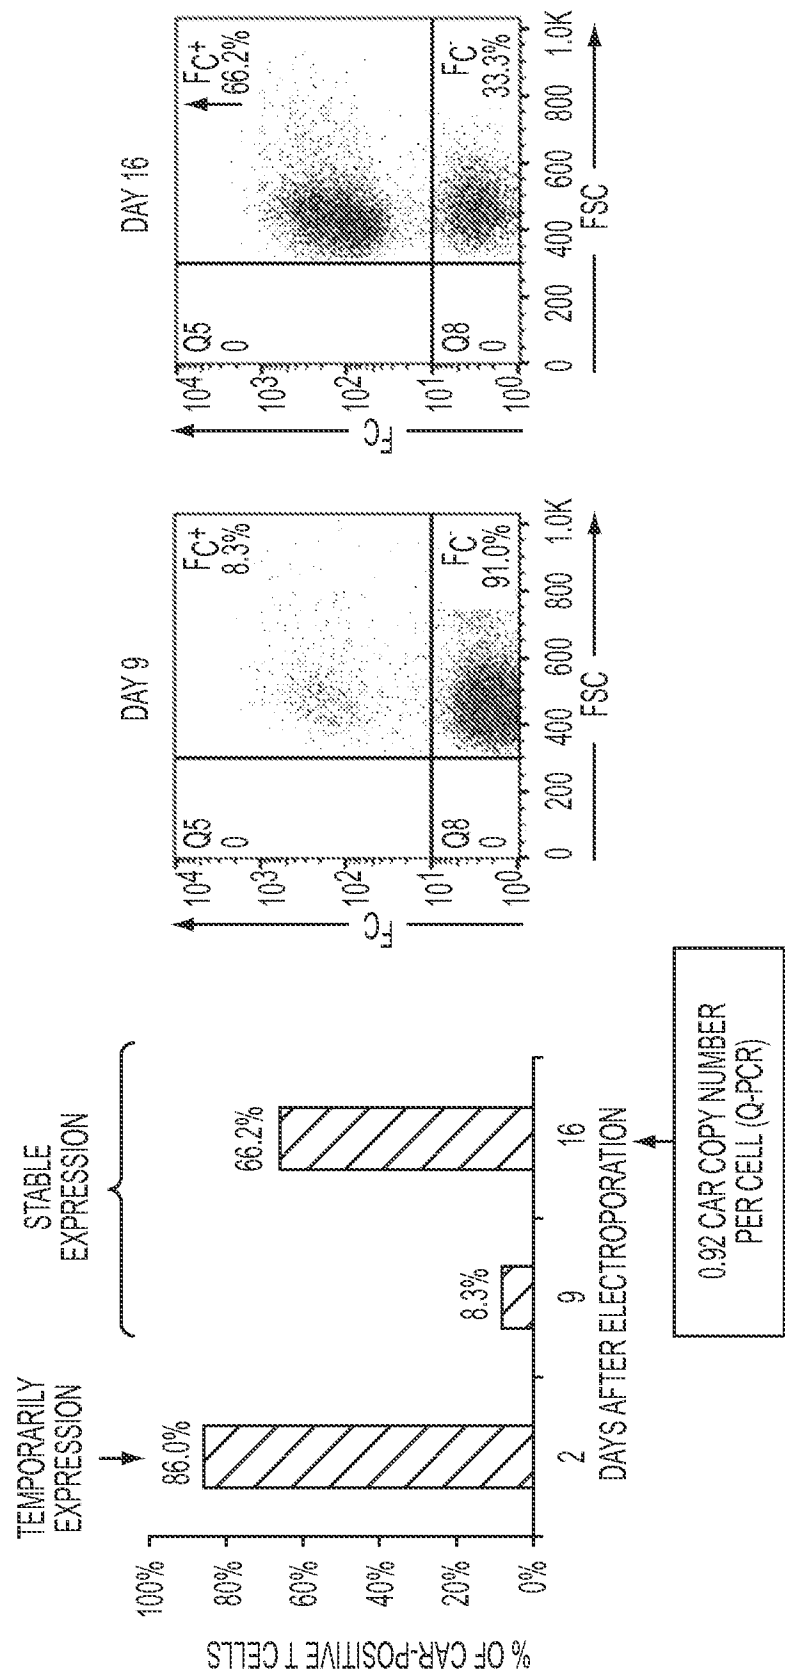 TEMPORARILY
EXPRESSION
STABLE
EXPRESSION
% OF CAR-POSITIVE T CELLS
100%
80%
60%
40%
20%
0%
86.0%
8.3%
66.2%
2
9
16
DAYS AFTER ELECTROPORATION
0.92 CAR COPY NUMBER
PER CELL (Q-PCR)
DAY 9
FC
10⁴
10³
10²
10¹
10⁰
Q5
0
FC+
8.3%
Q8
0
FC-
91.0%
0 200 400 600 800 1.0K
FSC
DAY 16
FC
10⁴
10³
10²
10¹
10⁰
Q5
0
FC+
66.2%
Q8
0
FC-
33.3%
0 200 400 600 800 1.0K
FSC